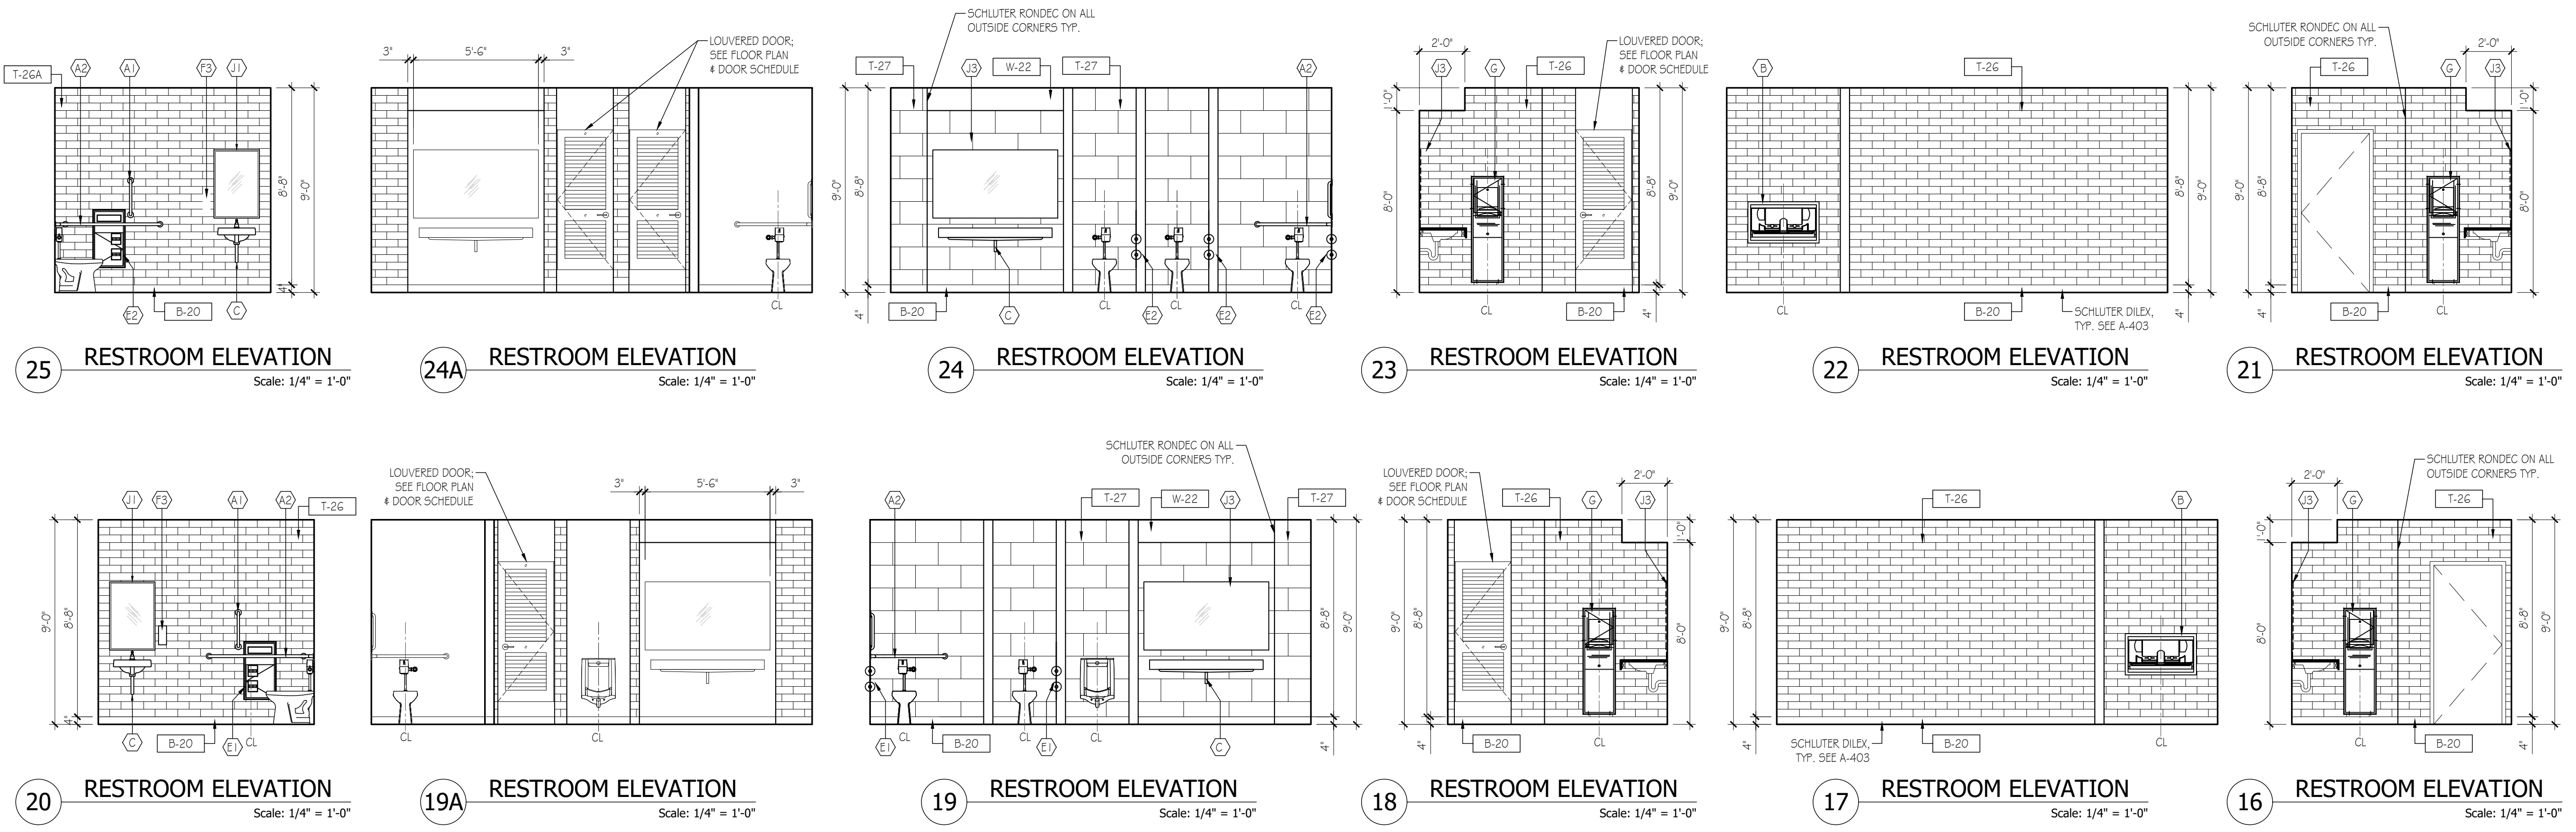 SCHLUTER RONDEC ON ALL
OUTSIDE CORNERS TYP.
SCHLUTER RONDEC ON ALL
OUTSIDE CORNERS TYP.
T-26A
A2
A1
F3
J1
8'-8"
9'-0"
4"
E2
B-20
C
25
RESTROOM ELEVATION
Scale: 1/4" = 1'-0"
3"
5'-6"
3"
LOUVERED DOOR;
SEE FLOOR PLAN
& DOOR SCHEDULE
CL
24A
RESTROOM ELEVATION
Scale: 1/4" = 1'-0"
T-27
J3
W-22
T-27
A2
9'-0"
8'-8"
4"
B-20
C
CL
E2
CL
E2
CL
E2
24
RESTROOM ELEVATION
Scale: 1/4" = 1'-0"
2'-0"
J3
G
T-26
LOUVERED DOOR;
SEE FLOOR PLAN
& DOOR SCHEDULE
1'-0"
8'-0"
8'-8"
9'-0"
4"
CL
B-20
23
RESTROOM ELEVATION
Scale: 1/4" = 1'-0"
B
T-26
8'-8"
9'-0"
4"
CL
B-20
SCHLUTER DILEX,
TYP. SEE A-403
22
RESTROOM ELEVATION
Scale: 1/4" = 1'-0"
2'-0"
T-26
G
J3
1'-0"
9'-0"
8'-8"
8'-0"
4"
B-20
CL
21
RESTROOM ELEVATION
Scale: 1/4" = 1'-0"
J1
F3
A1
A2
T-26
9'-0"
8'-8"
4"
C
B-20
E1
CL
20
RESTROOM ELEVATION
Scale: 1/4" = 1'-0"
LOUVERED DOOR;
SEE FLOOR PLAN
& DOOR SCHEDULE
3"
5'-6"
3"
CL
CL
19A
RESTROOM ELEVATION
Scale: 1/4" = 1'-0"
SCHLUTER RONDEC ON ALL
OUTSIDE CORNERS TYP.
A2
T-27
W-22
J3
T-27
8'-8"
9'-0"
4"
E1
CL
B-20
CL
E1
CL
C
19
RESTROOM ELEVATION
Scale: 1/4" = 1'-0"
LOUVERED DOOR;
SEE FLOOR PLAN
& DOOR SCHEDULE
2'-0"
T-26
G
J3
1'-0"
9'-0"
8'-8"
8'-0"
4"
B-20
CL
18
RESTROOM ELEVATION
Scale: 1/4" = 1'-0"
T-26
B
9'-0"
8'-8"
4"
SCHLUTER DILEX,
TYP. SEE A-403
B-20
CL
17
RESTROOM ELEVATION
Scale: 1/4" = 1'-0"
SCHLUTER RONDEC ON ALL
OUTSIDE CORNERS TYP.
2'-0"
J3
G
T-26
1'-0"
8'-0"
8'-8"
9'-0"
4"
CL
B-20
16
RESTROOM ELEVATION
Scale: 1/4" = 1'-0"